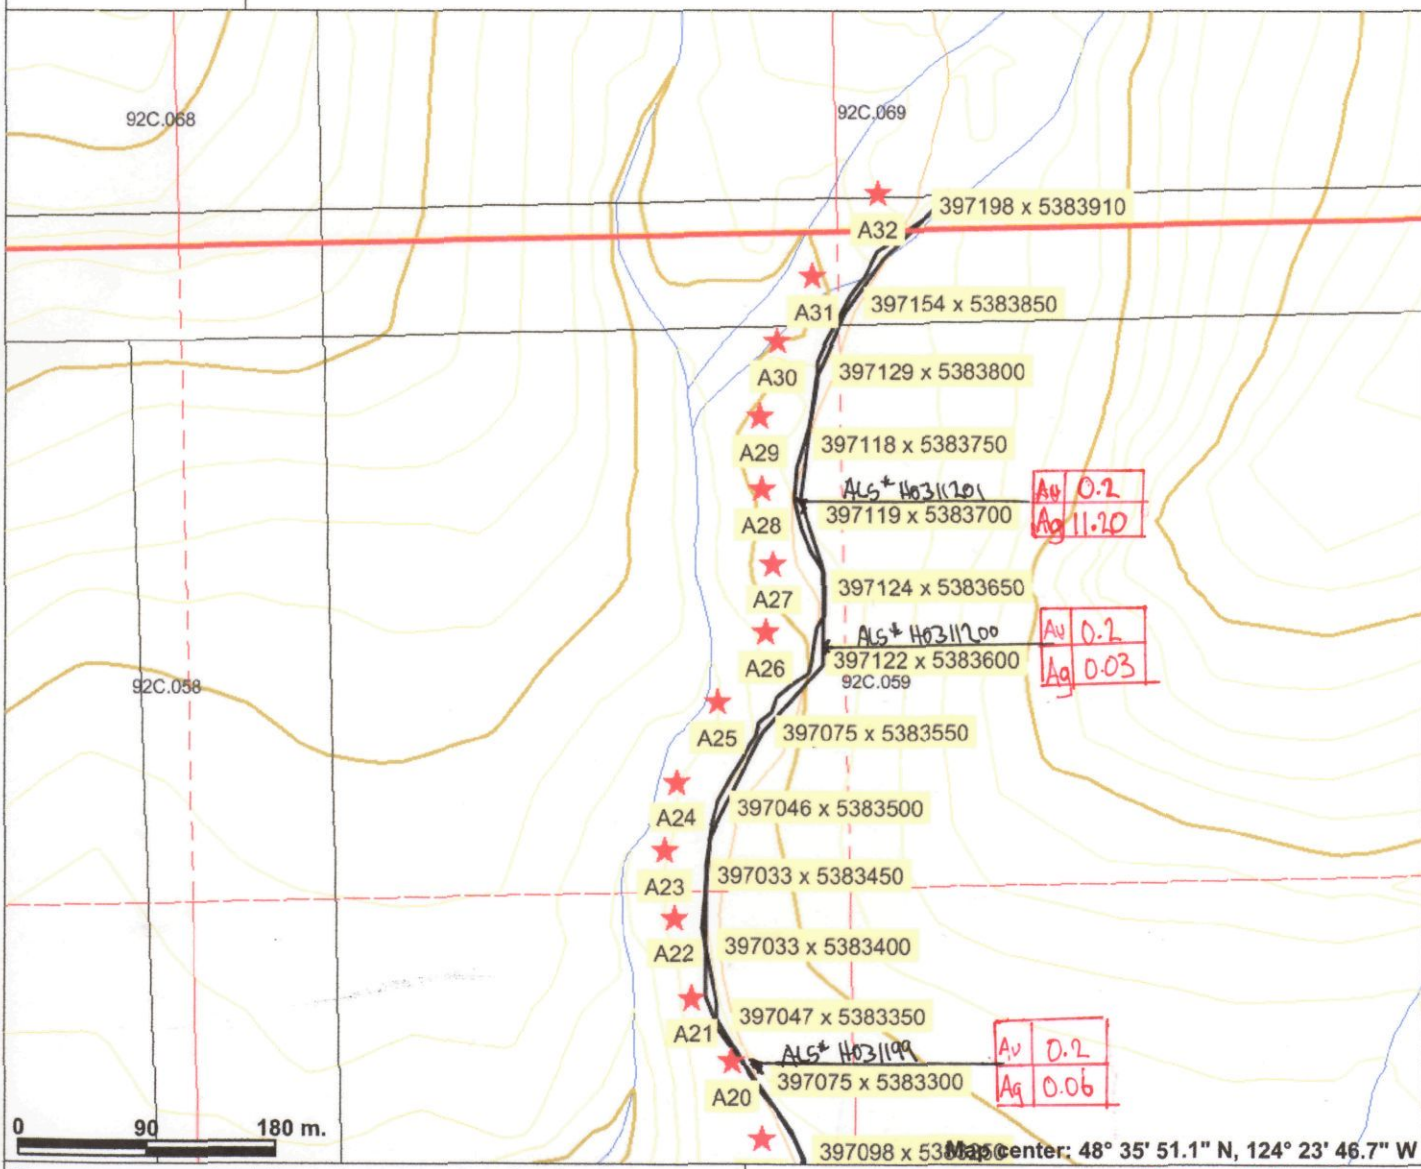 92C.068
92C.069
397198 x 5383910
A32
A31
397154 x 5383850
A30
397129 x 5383800
A29
397118 x 5383750
ALS* H0311201
Au 0.2
A28
397119 x 5383700
Ag 11.20
A27
397124 x 5383650
ALS* H0311200
Au 0.2
A26
397122 x 5383600
Ag 0.03
92C.058
92C.059
A25
397075 x 5383550
A24
397046 x 5383500
A23
397033 x 5383450
A22
397033 x 5383400
A21
397047 x 5383350
ALS* H031199
Au 0.2
A20
397075 x 5383300
Ag 0.06
0 90 180 m.
397098 x 5383250
Map center: 48° 35' 51.1" N, 124° 23' 46.7" W